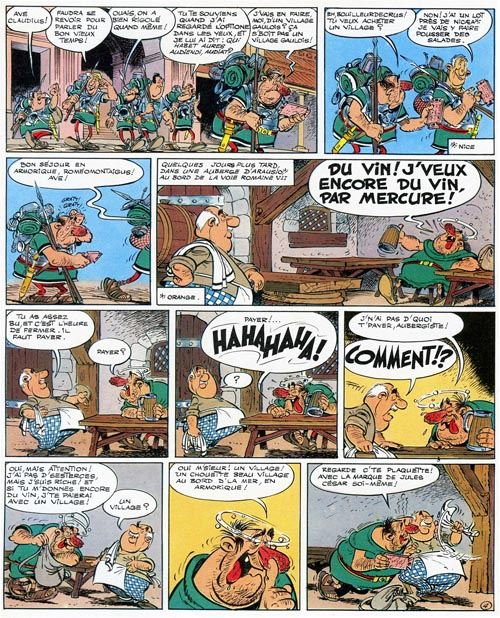 AVE
CLAUDIUS!
FAUDRA SE
REVOIR POUR
PARLER DU
BON VIEUX
TEMPS!
OUAIS, ON A
BIEN RIGOLÉ
QUAND MÊME!
TU TE SOUVIENS
QUAND J'AI
REGARDÉ L'OPTIONE
DANS LES YEUX, ET
JE LUI AI DIT: QUI
HABET AURES
AUDIENDI, AUDIAT?
J'VAIS EN FAIRE,
MOI, D'UN VILLAGE
GAULOIS? ÇA
S'BOIT PAS UN
VILLAGE GAULOIS!
EH, BOUILLEURDECRUS!
TU VEUX ACHETER
UN VILLAGE?
NON! J'AI UN LOT
PRÈS DE NICAE*
JE VAIS Y FAIRE
POUSSER DES
SALADES.
* NICE
BON SÉJOUR EN
ARMORIQUE, ROMÉOMONTAIGUS!
AVE!
GRAT!
GRAT!
QUELQUES JOURS PLUS TARD,
DANS UNE AUBERGE D'ARAUSIO*
AU BORD DE LA VOIE ROMAINE VII
* ORANGE.
DU VIN! J'VEUX
ENCORE DU VIN,
PAR MERCURE!
TU AS ASSEZ
BU, ET C'EST L'HEURE
DE FERMER. IL
FAUT PAYER.
PAYER?
PAYER!...
HAHAHAHA!
?
J'N'AI PAS D'QUOI
T'PAYER, AUBERGISTE!
COMMENT!?
OUI, MAIS ATTENTION!
J'AI PAS D'SESTERCES,
MAIS J'SUIS RICHE! ET
SI TU M'DONNES ENCORE
DU VIN, J'TE PAIERAI
AVEC UN VILLAGE!
UN
VILLAGE?
OUI M'SIEUR! UN VILLAGE!
UN CHOUETTE BEAU VILLAGE
AU BORD D'LA MER, EN
ARMORIQUE!
REGARDE C'TE PLAQUETTE!
AVEC LA MARQUE DE JULES
CÉSAR SOI-MÊME!